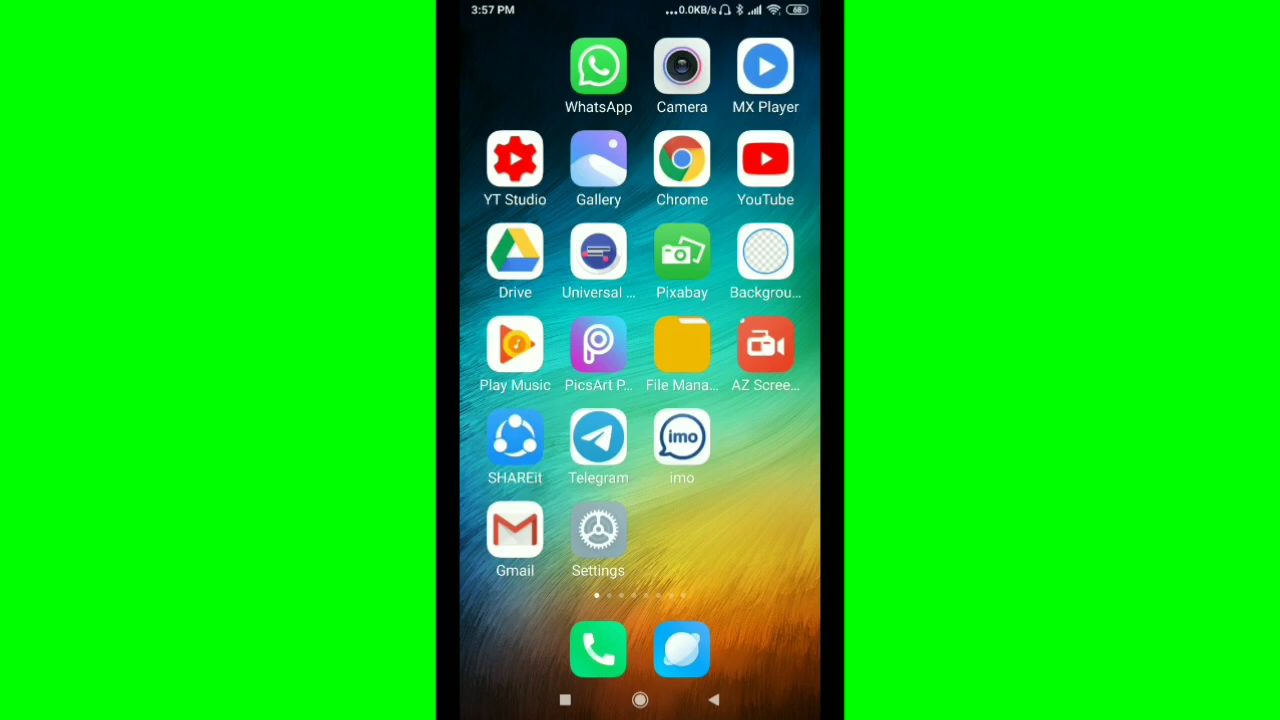 3:57 PM ...0.0KB/s 68
WhatsApp Camera MX Player
YT Studio Gallery Chrome YouTube
Drive Universal ... Pixabay Backgrou...
Play Music PicsArt P... File Mana... AZ Scree...
imo
SHAREit Telegram imo
Gmail Settings